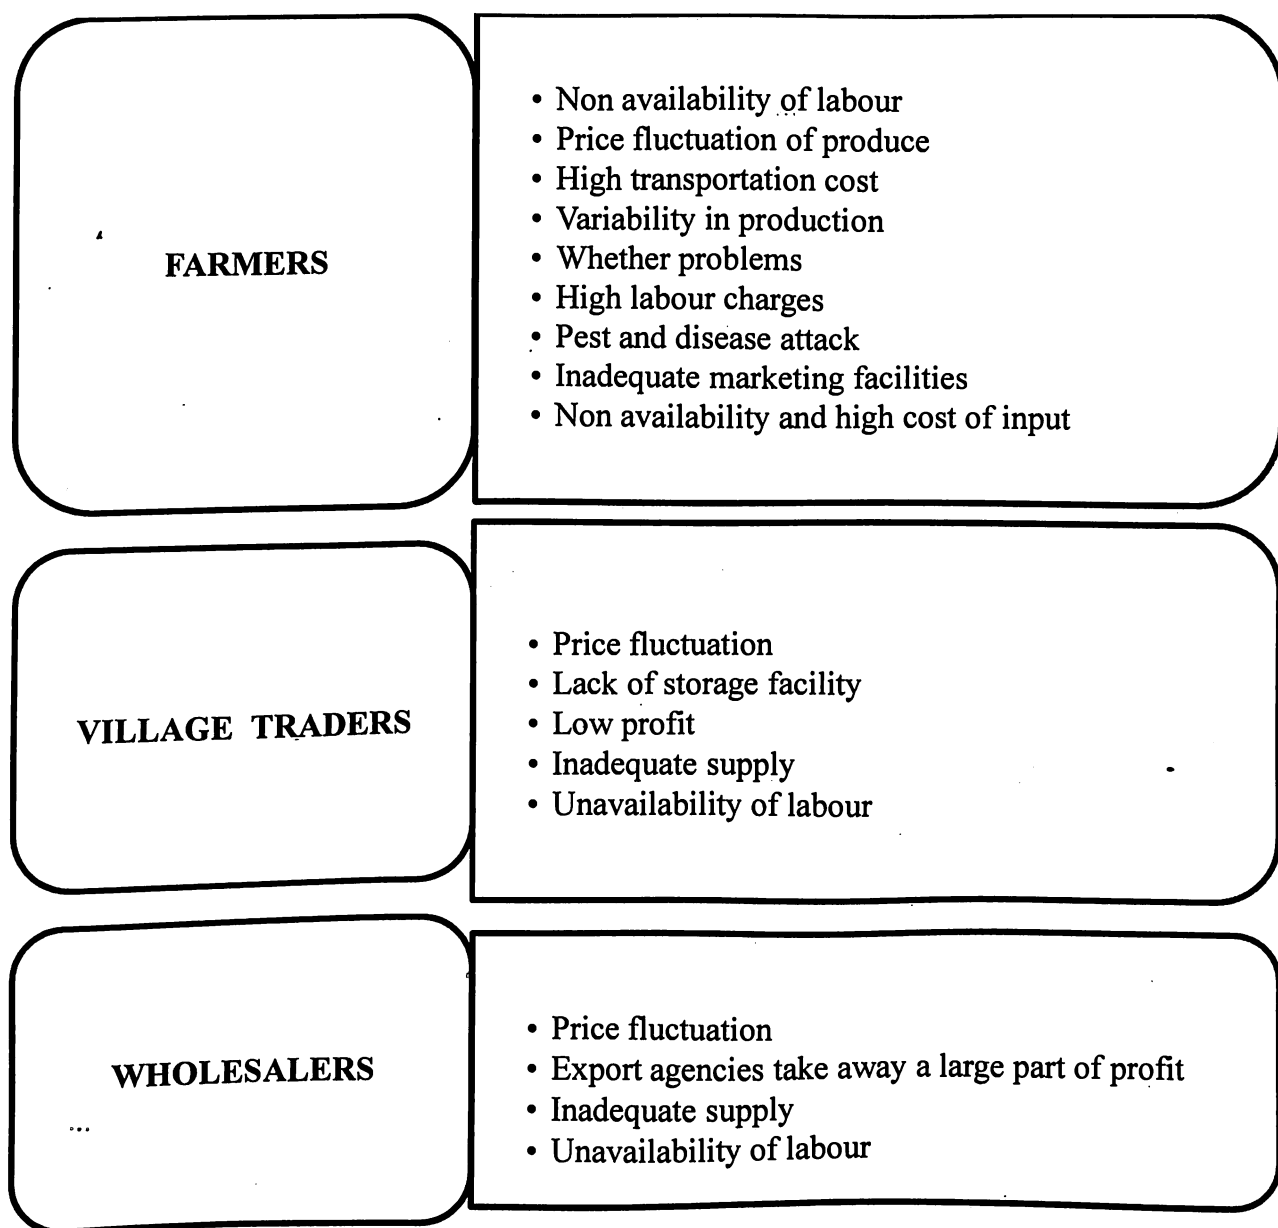 FARMERS
• Non availability of labour
• Price fluctuation of produce
• High transportation cost
• Variability in production
• Whether problems
• High labour charges
• Pest and disease attack
• Inadequate marketing facilities
• Non availability and high cost of input
VILLAGE TRADERS
• Price fluctuation
• Lack of storage facility
• Low profit
• Inadequate supply
• Unavailability of labour
WHOLESALERS
• Price fluctuation
• Export agencies take away a large part of profit
• Inadequate supply
• Unavailability of labour